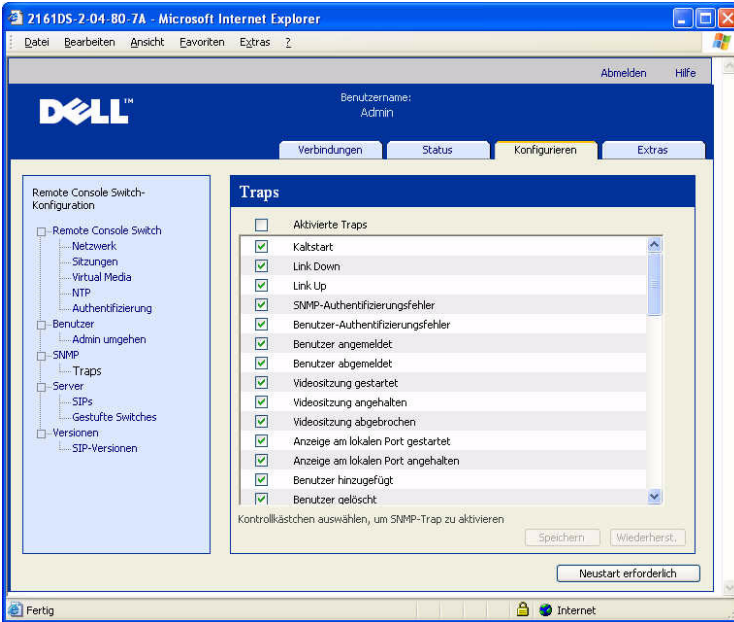 2161DS-2-04-80-7A - Microsoft Internet Explorer
Datei Bearbeiten Ansicht Favoriten Extras ?
Abmelden Hilfe
DELL™
Benutzername:
Admin
Verbindungen Status Konfigurieren Extras
Remote Console Switch-
Konfiguration
Remote Console Switch
Netzwerk
Sitzungen
Virtual Media
NTP
Authentifizierung
Benutzer
Admin umgehen
SNMP
Traps
Server
SIPs
Gestufte Switches
Versionen
SIP-Versionen
Traps
Aktivierte Traps
Kaltstart
Link Down
Link Up
SNMP-Authentifizierungsfehler
Benutzer-Authentifizierungsfehler
Benutzer angemeldet
Benutzer abgemeldet
Videositzung gestartet
Videositzung angehalten
Videositzung abgebrochen
Anzeige am lokalen Port gestartet
Anzeige am lokalen Port angehalten
Benutzer hinzugefügt
Benutzer gelöscht
Kontrollkästchen auswählen, um SNMP-Trap zu aktivieren
Speichern Wiederherst.
Neustart erforderlich
Fertig Internet